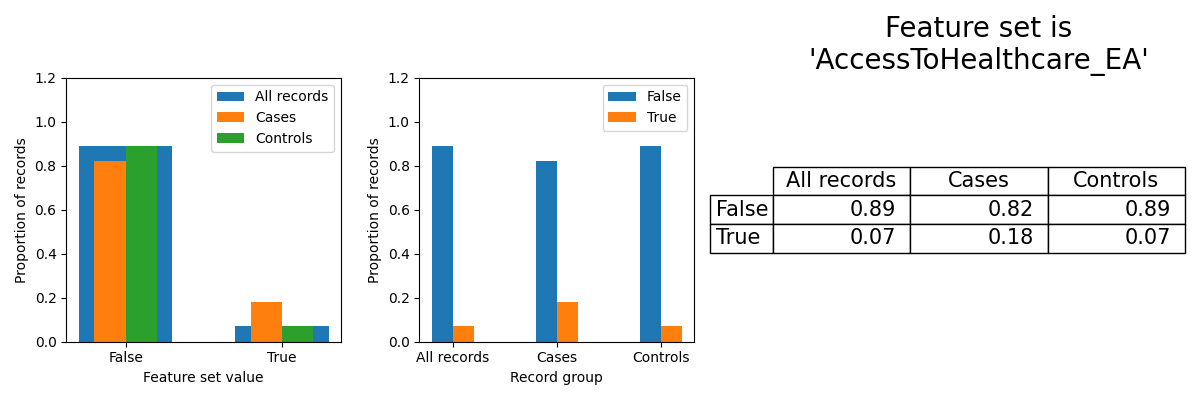 Feature set is
'AccessToHealthcare_EA'
1.2
1.0
0.8
0.6
0.4
0.2
0.0
Proportion of records
All records
Cases
Controls
False
True
Feature set value
1.2
1.0
0.8
0.6
0.4
0.2
0.0
Proportion of records
False
True
All records
Cases
Controls
Record group
All records Cases Controls
False 0.89 0.82 0.89
True 0.07 0.18 0.07